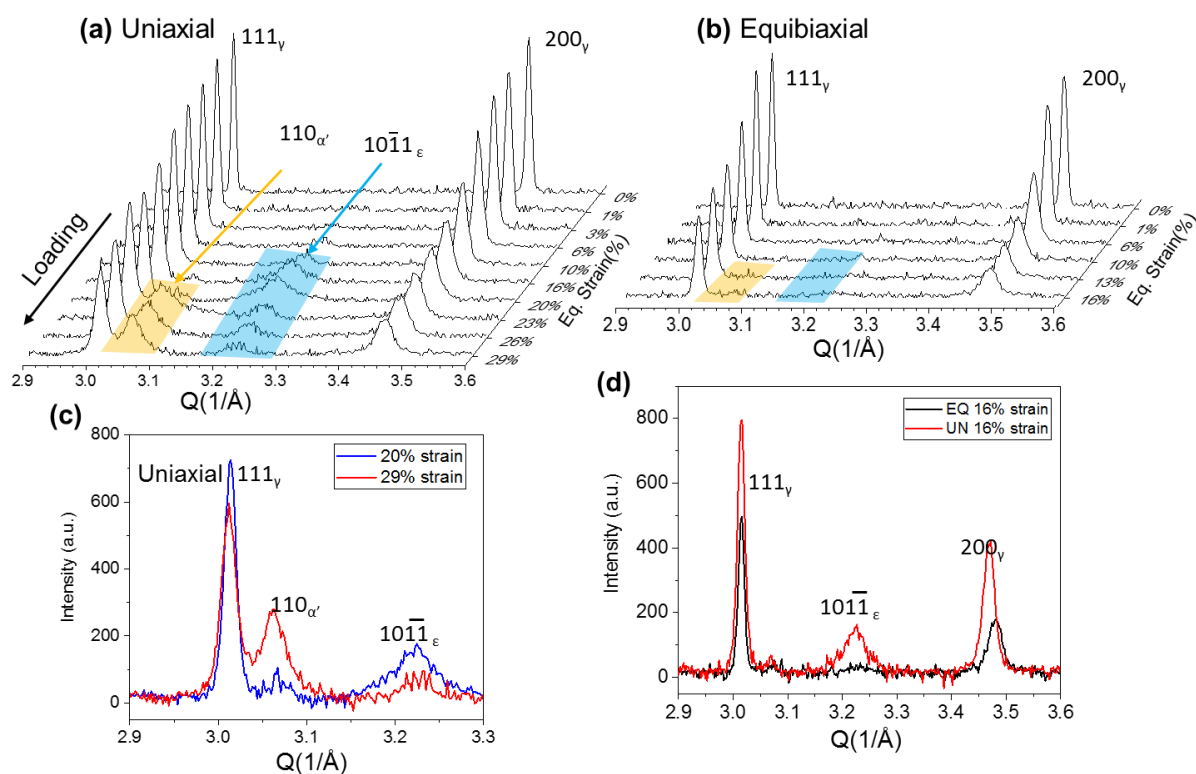 (a) Uniaxial
111γ
200γ
110α'
101̄1 ε
Loading
0%
1%
3%
6%
10%
16%
20%
23%
26%
29%
Eq. Strain(%)
2.9 3.0 3.1 3.2 3.3 3.4 3.5 3.6
Q(1/Å)
(b) Equibiaxial
111γ
200γ
0%
1%
6%
10%
13%
16%
Eq. Strain(%)
2.9 3.0 3.1 3.2 3.3 3.4 3.5 3.6
Q(1/Å)
(c)
800
600
400
200
0
Intensity (a.u.)
Uniaxial 111γ
20% strain
29% strain
110α'
101̄1 ε
2.9 3.0 3.1 3.2 3.3
Q(1/Å)
(d)
800
600
400
200
0
Intensity (a.u.)
EQ 16% strain
UN 16% strain
111γ
200γ
101̄1 ε
2.9 3.0 3.1 3.2 3.3 3.4 3.5 3.6
Q(1/Å)